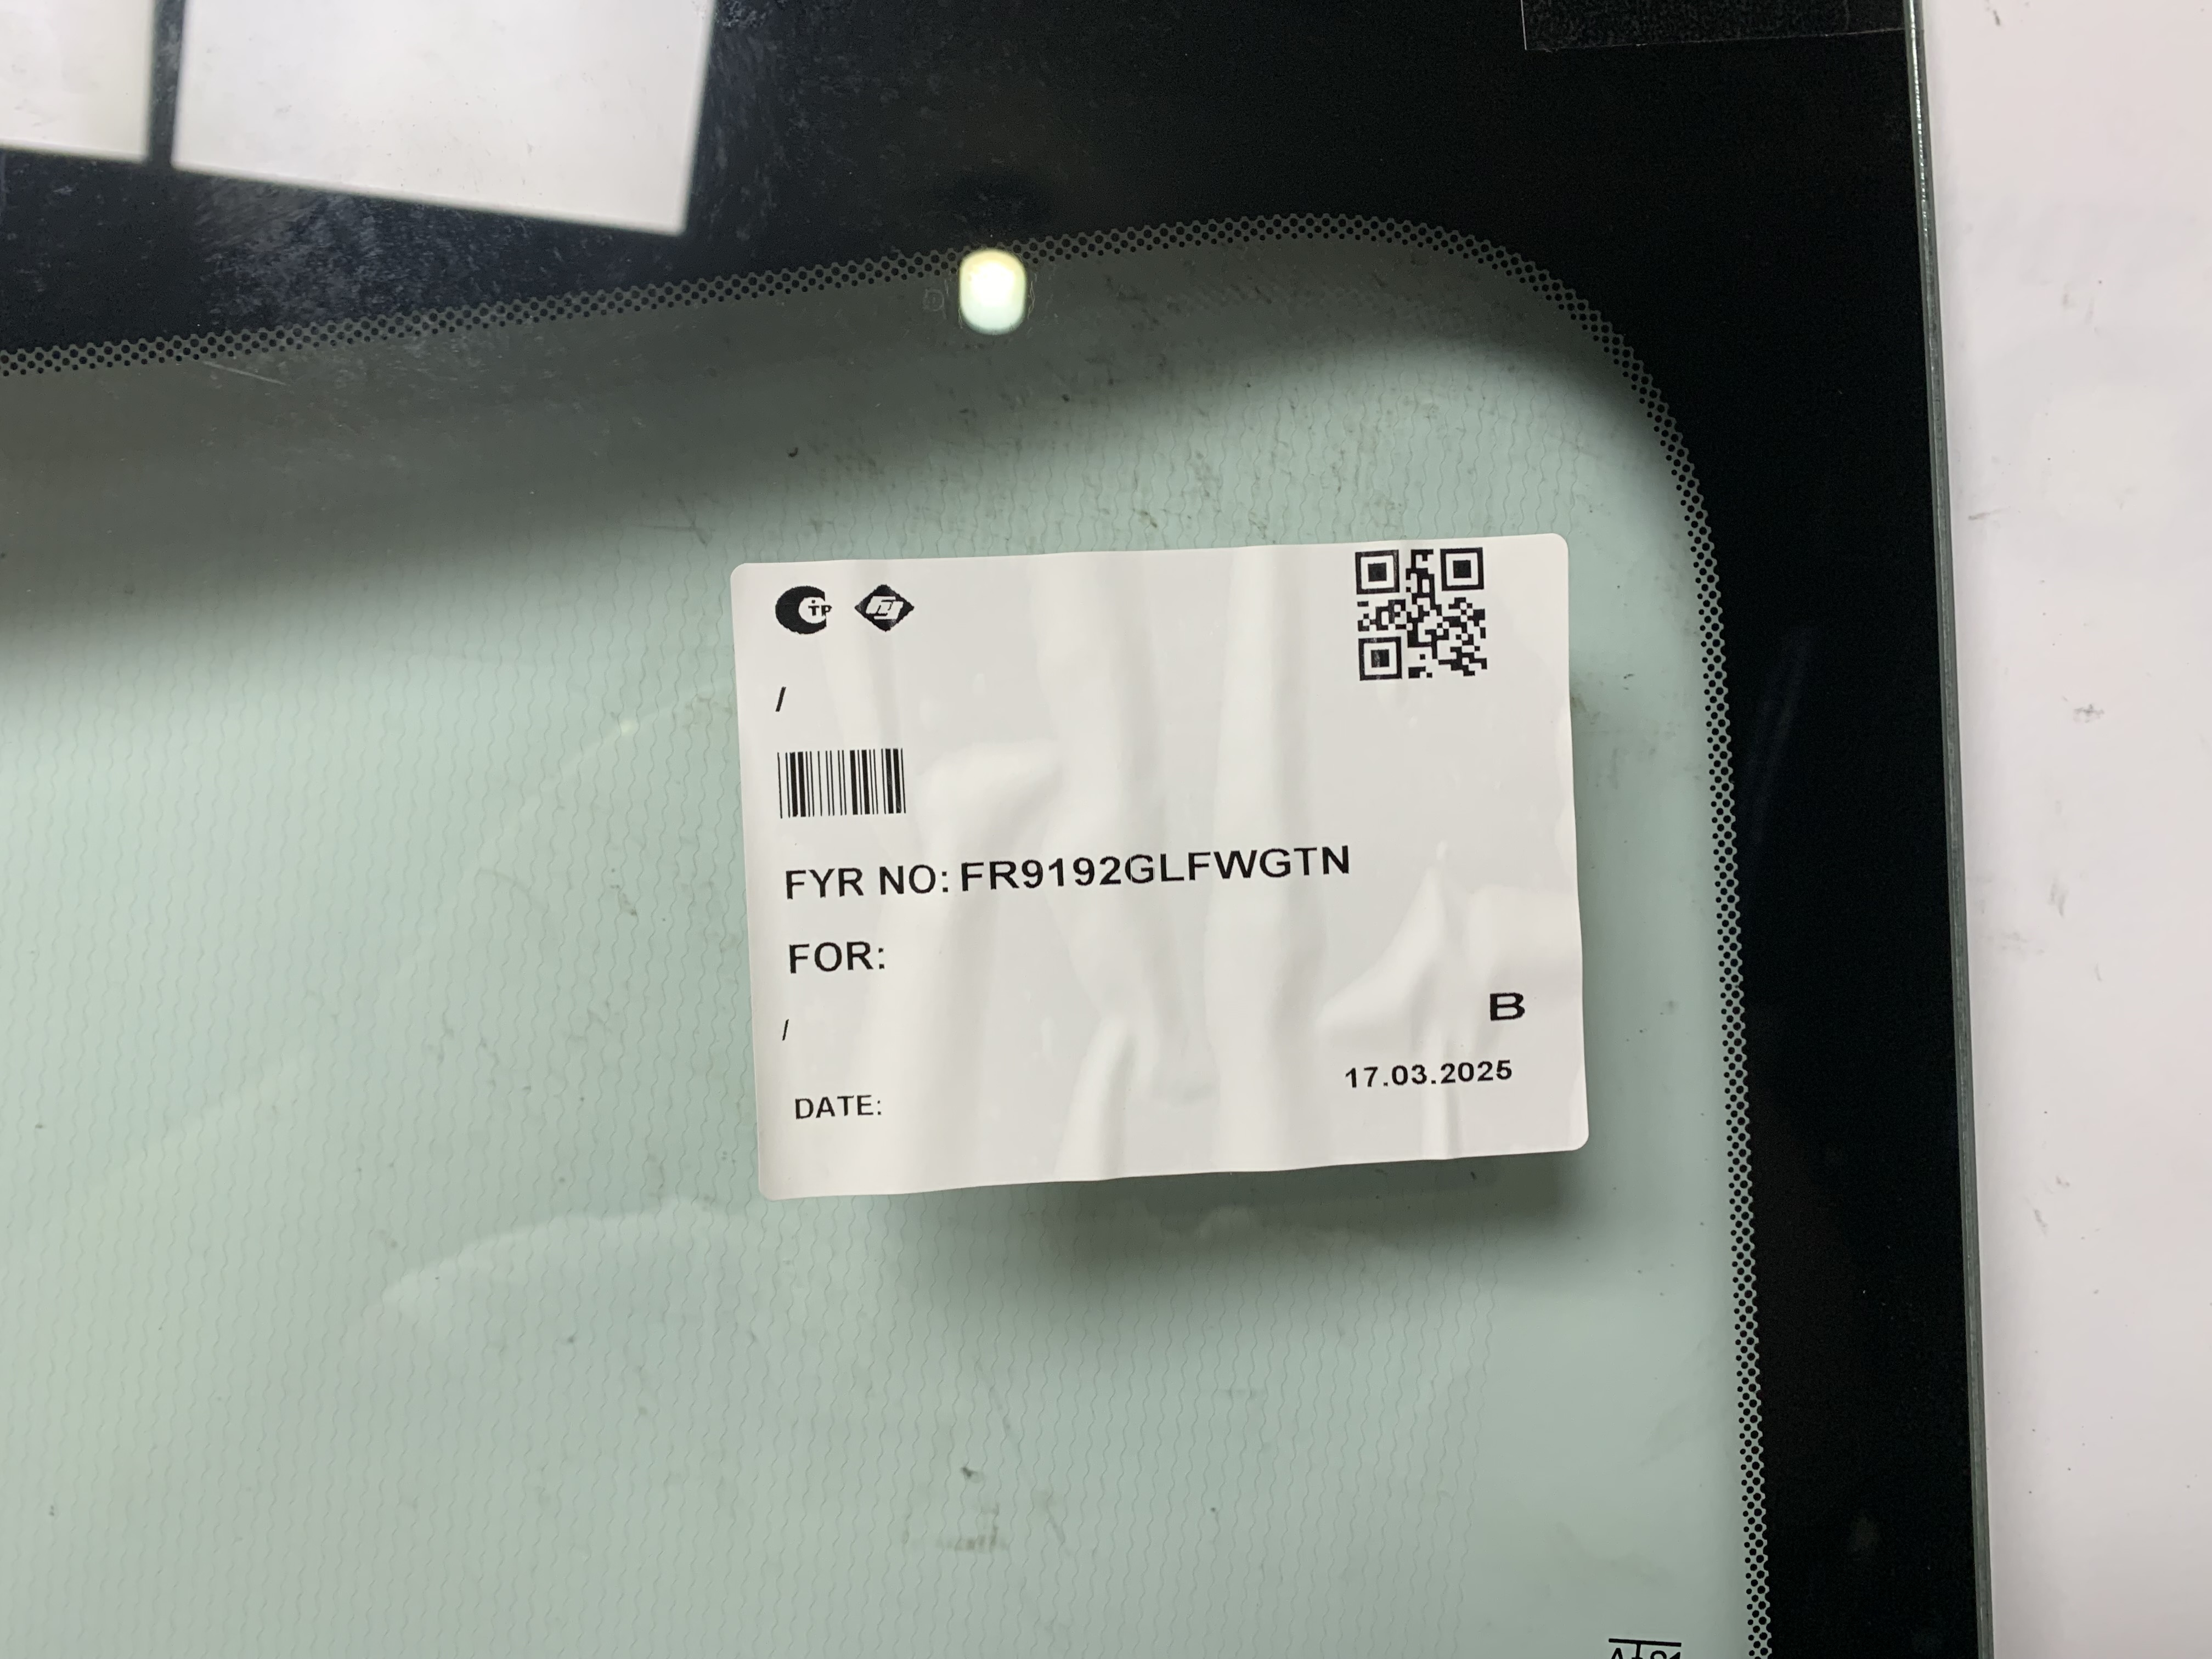 /
FYR NO: FR9192GLFWGTN
FOR:
B
/
17.03.2025
DATE: